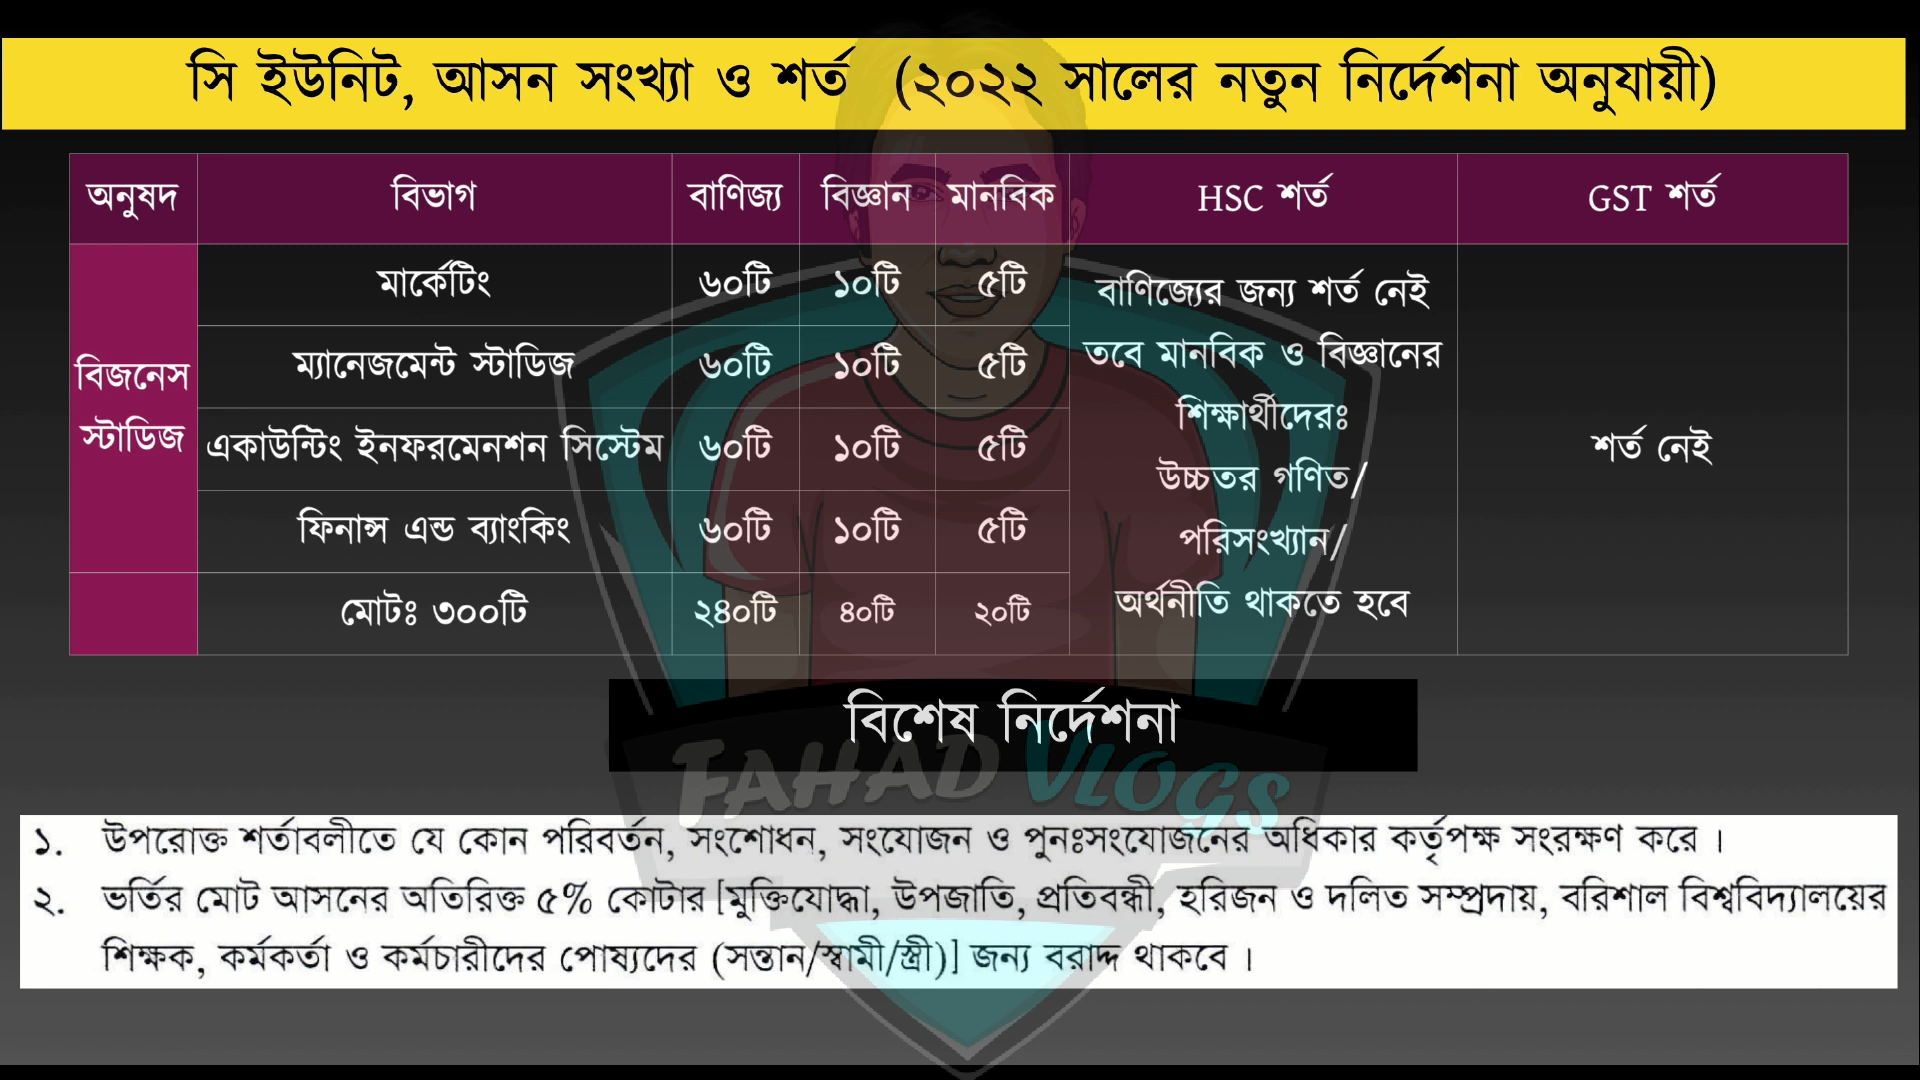 সি ইউনিট, আসন সংখ্যা ও শর্ত (২০২২ সালের নতুন নির্দেশনা অনুযায়ী)
অনুষদ বিভাগ বাণিজ্য বিজ্ঞান মানবিক HSC শর্ত GST শর্ত
বিজনেস
স্টাডিজ
মার্কেটিং ৬০টি ১০টি ৫টি
ম্যানেজমেন্ট স্টাডিজ ৬০টি ১০টি ৫টি
একাউন্টিং ইনফরমেনশন সিস্টেম ৬০টি ১০টি ৫টি
ফিনান্স এন্ড ব্যাংকিং ৬০টি ১০টি ৫টি
মোটঃ ৩০০টি ২৪০টি ৪০টি ২০টি
বাণিজ্যের জন্য শর্ত নেই
তবে মানবিক ও বিজ্ঞানের
শিক্ষার্থীদেরঃ
উচ্চতর গণিত/
পরিসংখ্যান/
অর্থনীতি থাকতে হবে
শর্ত নেই
বিশেষ নির্দেশনা
FAHAD VLOGS
১. উপরোক্ত শর্তাবলীতে যে কোন পরিবর্তন, সংশোধন, সংযোজন ও পুনঃসংযোজনের অধিকার কর্তৃপক্ষ সংরক্ষণ করে ।
২. ভর্তির মোট আসনের অতিরিক্ত ৫% কোটার [মুক্তিযোদ্ধা, উপজাতি, প্রতিবন্ধী, হরিজন ও দলিত সম্প্রদায়, বরিশাল বিশ্ববিদ্যালয়ের
শিক্ষক, কর্মকর্তা ও কর্মচারীদের পোষ্যদের (সন্তান/স্বামী/স্ত্রী)] জন্য বরাদ্দ থাকবে ।